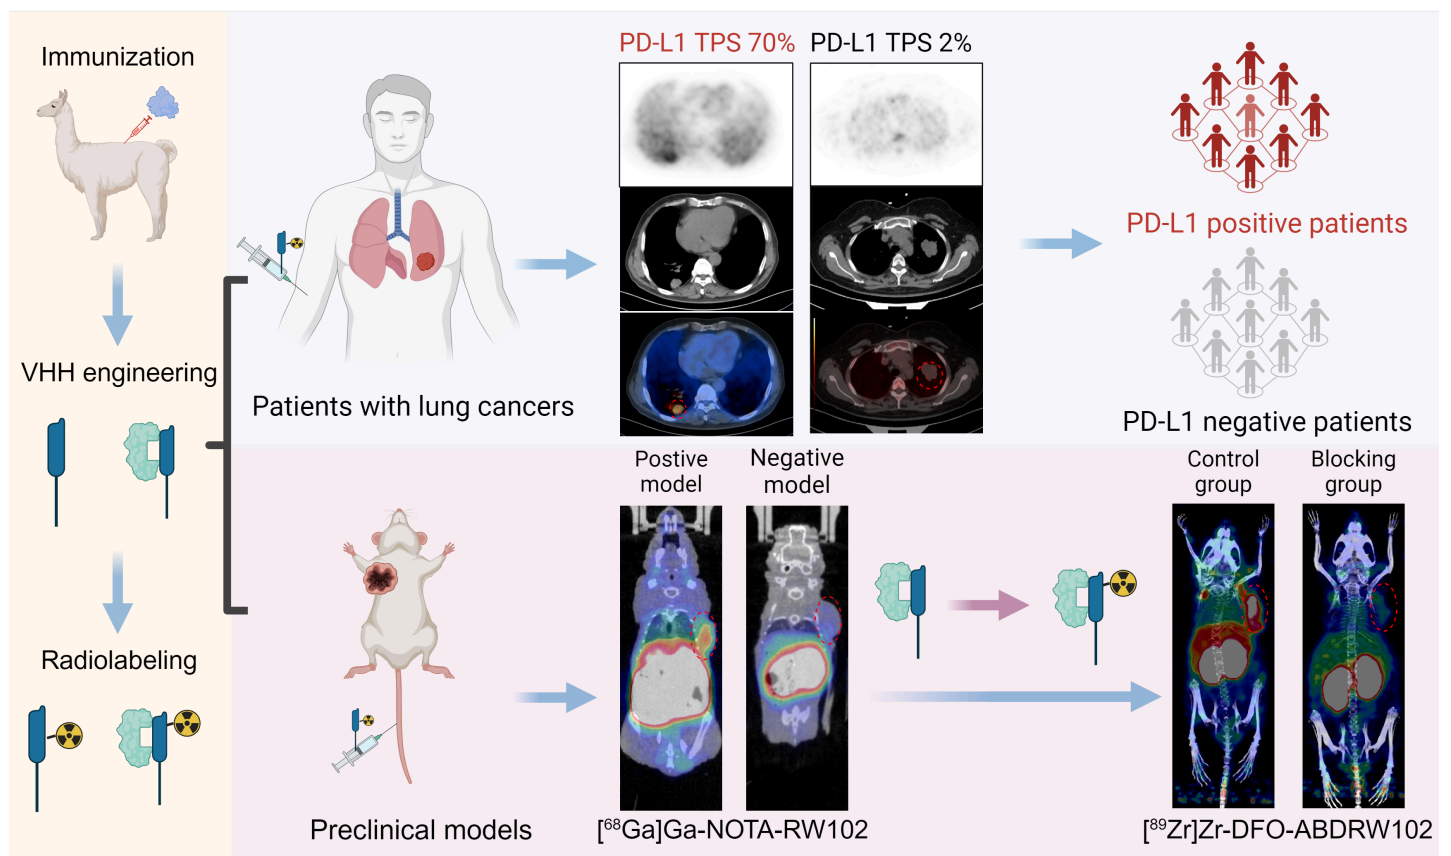 Immunization
VHH engineering
Radiolabeling
PD-L1 TPS 70%
PD-L1 TPS 2%
Patients with lung cancers
PD-L1 positive patients
PD-L1 negative patients
Postive
model
Negative
model
Control
group
Blocking
group
Preclinical models
[⁶⁸Ga]Ga-NOTA-RW102
[⁸⁹Zr]Zr-DFO-ABDRW102